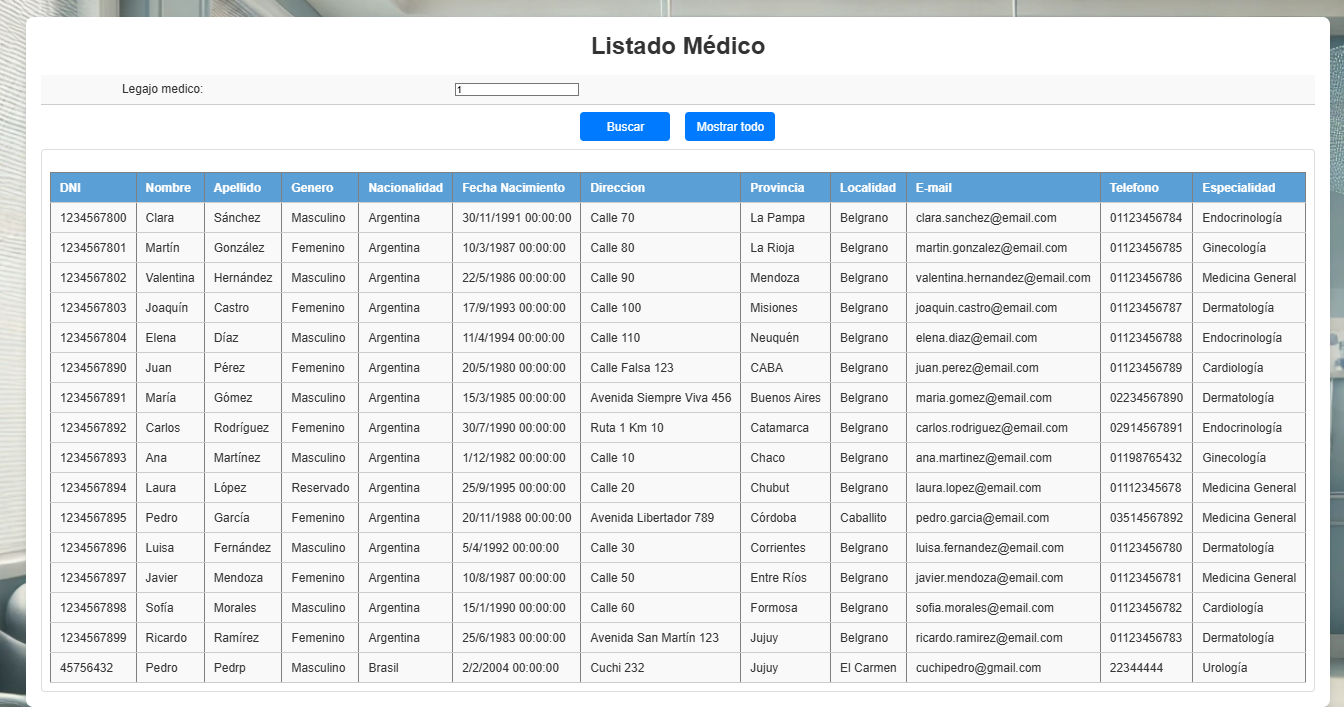 Listado Médico
Legajo medico: 1
Buscar Mostrar todo
DNI Nombre Apellido Genero Nacionalidad Fecha Nacimiento Direccion Provincia Localidad E-mail Telefono Especialidad
1234567800 Clara Sánchez Masculino Argentina 30/11/1991 00:00:00 Calle 70 La Pampa Belgrano clara.sanchez@email.com 01123456784 Endocrinología
1234567801 Martín González Femenino Argentina 10/3/1987 00:00:00 Calle 80 La Rioja Belgrano martin.gonzalez@email.com 01123456785 Ginecología
1234567802 Valentina Hernández Masculino Argentina 22/5/1986 00:00:00 Calle 90 Mendoza Belgrano valentina.hernandez@email.com 01123456786 Medicina General
1234567803 Joaquín Castro Femenino Argentina 17/9/1993 00:00:00 Calle 100 Misiones Belgrano joaquin.castro@email.com 01123456787 Dermatología
1234567804 Elena Díaz Masculino Argentina 11/4/1994 00:00:00 Calle 110 Neuquén Belgrano elena.diaz@email.com 01123456788 Endocrinología
1234567890 Juan Pérez Femenino Argentina 20/5/1980 00:00:00 Calle Falsa 123 CABA Belgrano juan.perez@email.com 01123456789 Cardiología
1234567891 María Gómez Masculino Argentina 15/3/1985 00:00:00 Avenida Siempre Viva 456 Buenos Aires Belgrano maria.gomez@email.com 02234567890 Dermatología
1234567892 Carlos Rodríguez Femenino Argentina 30/7/1990 00:00:00 Ruta 1 Km 10 Catamarca Belgrano carlos.rodriguez@email.com 02914567891 Endocrinología
1234567893 Ana Martínez Masculino Argentina 1/12/1982 00:00:00 Calle 10 Chaco Belgrano ana.martinez@email.com 01198765432 Ginecología
1234567894 Laura López Reservado Argentina 25/9/1995 00:00:00 Calle 20 Chubut Belgrano laura.lopez@email.com 01112345678 Medicina General
1234567895 Pedro García Femenino Argentina 20/11/1988 00:00:00 Avenida Libertador 789 Córdoba Caballito pedro.garcia@email.com 03514567892 Medicina General
1234567896 Luisa Fernández Masculino Argentina 5/4/1992 00:00:00 Calle 30 Corrientes Belgrano luisa.fernandez@email.com 01123456780 Dermatología
1234567897 Javier Mendoza Femenino Argentina 10/8/1987 00:00:00 Calle 50 Entre Ríos Belgrano javier.mendoza@email.com 01123456781 Medicina General
1234567898 Sofía Morales Masculino Argentina 15/1/1990 00:00:00 Calle 60 Formosa Belgrano sofia.morales@email.com 01123456782 Cardiología
1234567899 Ricardo Ramírez Femenino Argentina 25/6/1983 00:00:00 Avenida San Martín 123 Jujuy Belgrano ricardo.ramirez@email.com 01123456783 Dermatología
45756432 Pedro Pedrp Masculino Brasil 2/2/2004 00:00:00 Cuchi 232 Jujuy El Carmen cuchipedro@gmail.com 22344444 Urología